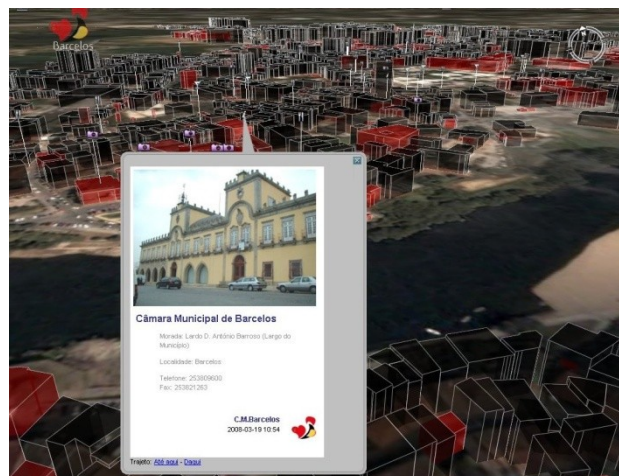 Barcelos
Câmara Municipal de Barcelos
Morada: Lardo D. António Barroso (Largo do
Município)
Localidade: Barcelos
Telefone: 253809600
Fax: 253821263
C.M.Barcelos
2008-03-19 10:54
Trajeto: Até aqui - Daqui